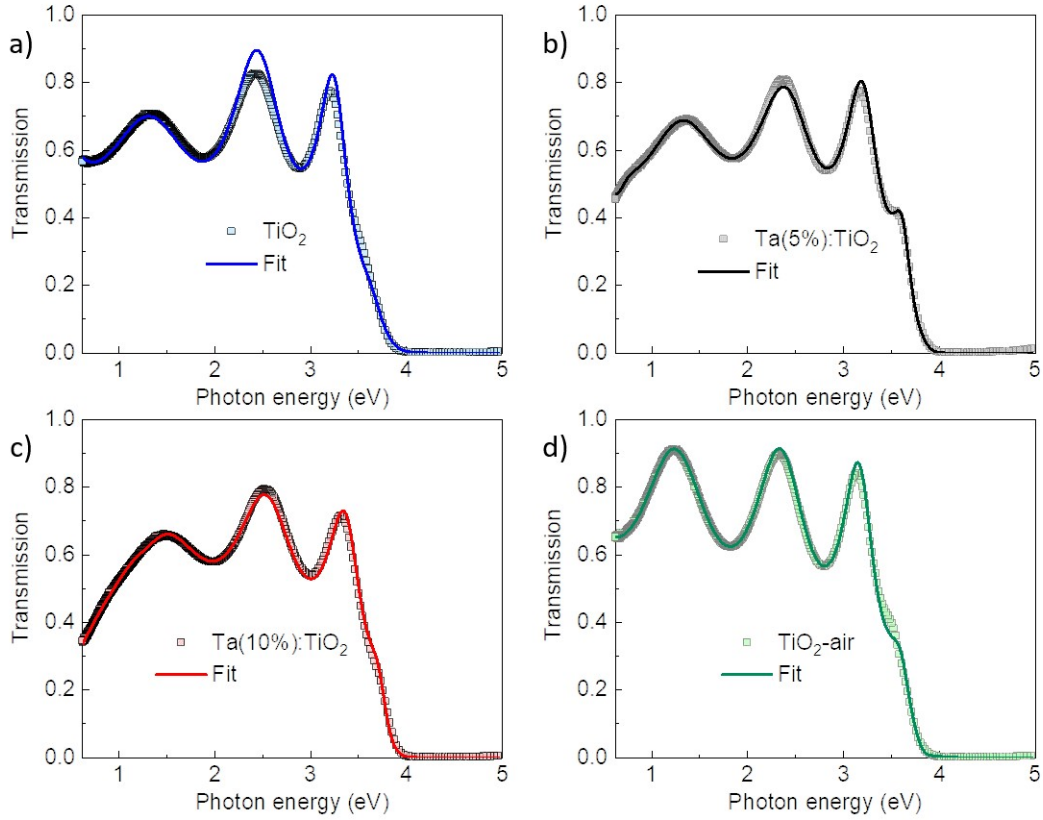 a)
1.0
0.8
0.6
0.4
0.2
0.0
Transmission
TiO2
Fit
1 2 3 4 5
Photon energy (eV)
b)
1.0
0.8
0.6
0.4
0.2
0.0
Transmission
Ta(5%):TiO2
Fit
1 2 3 4 5
Photon energy (eV)
c)
1.0
0.8
0.6
0.4
0.2
0.0
Transmission
Ta(10%):TiO2
Fit
1 2 3 4 5
Photon energy (eV)
d)
1.0
0.8
0.6
0.4
0.2
0.0
Transmission
TiO2-air
Fit
1 2 3 4 5
Photon energy (eV)